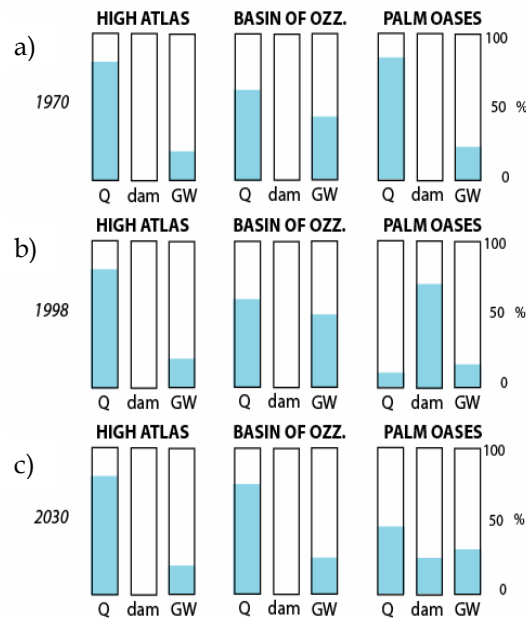 HIGH ATLAS BASIN OF OZZ. PALM OASES
a)
100
1970
50 %
0
Q dam GW Q dam GW Q dam GW
HIGH ATLAS BASIN OF OZZ. PALM OASES
b)
100
1998
50 %
0
Q dam GW Q dam GW Q dam GW
HIGH ATLAS BASIN OF OZZ. PALM OASES
c)
100
2030
50 %
0
Q dam GW Q dam GW Q dam GW